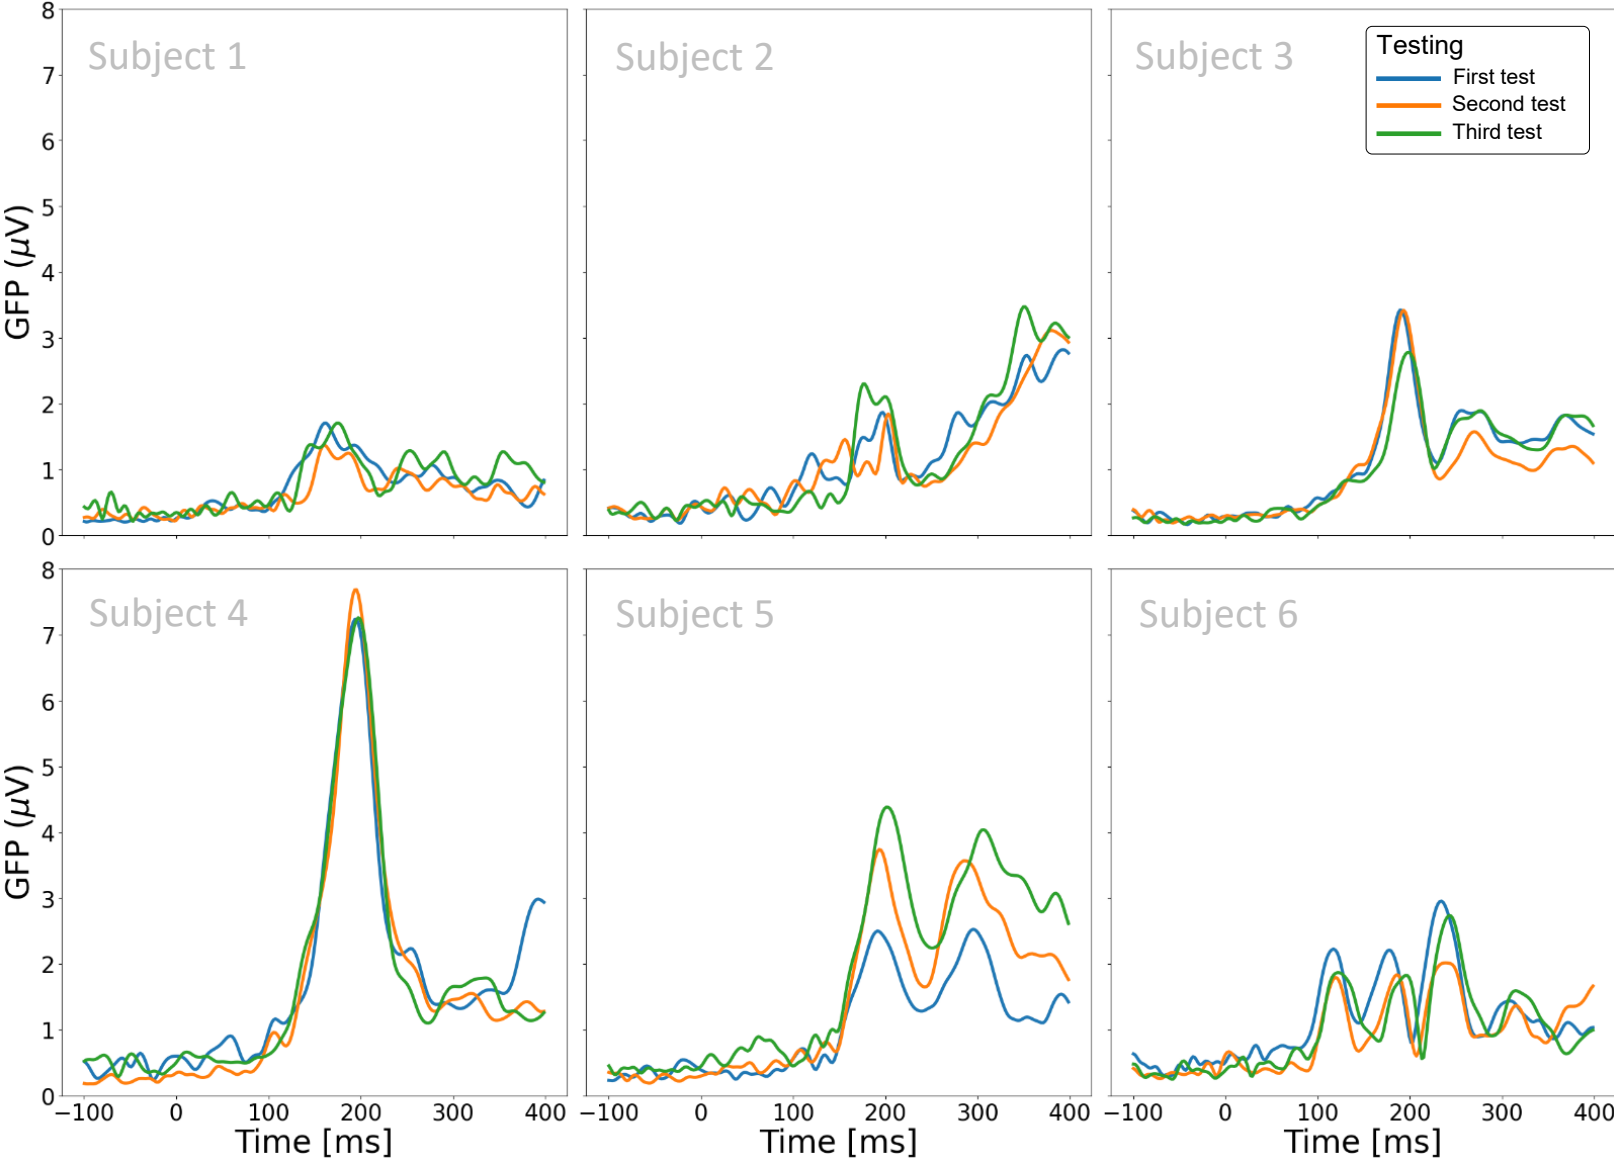 8
7
6
5
4
3
2
1
0
GFP (μV)
Subject 1
Subject 2
Subject 3
Testing
First test
Second test
Third test
8
7
6
5
4
3
2
1
0
GFP (μV)
Subject 4
Subject 5
Subject 6
−100 0 100 200 300 400
−100 0 100 200 300 400
−100 0 100 200 300 400
Time [ms]
Time [ms]
Time [ms]